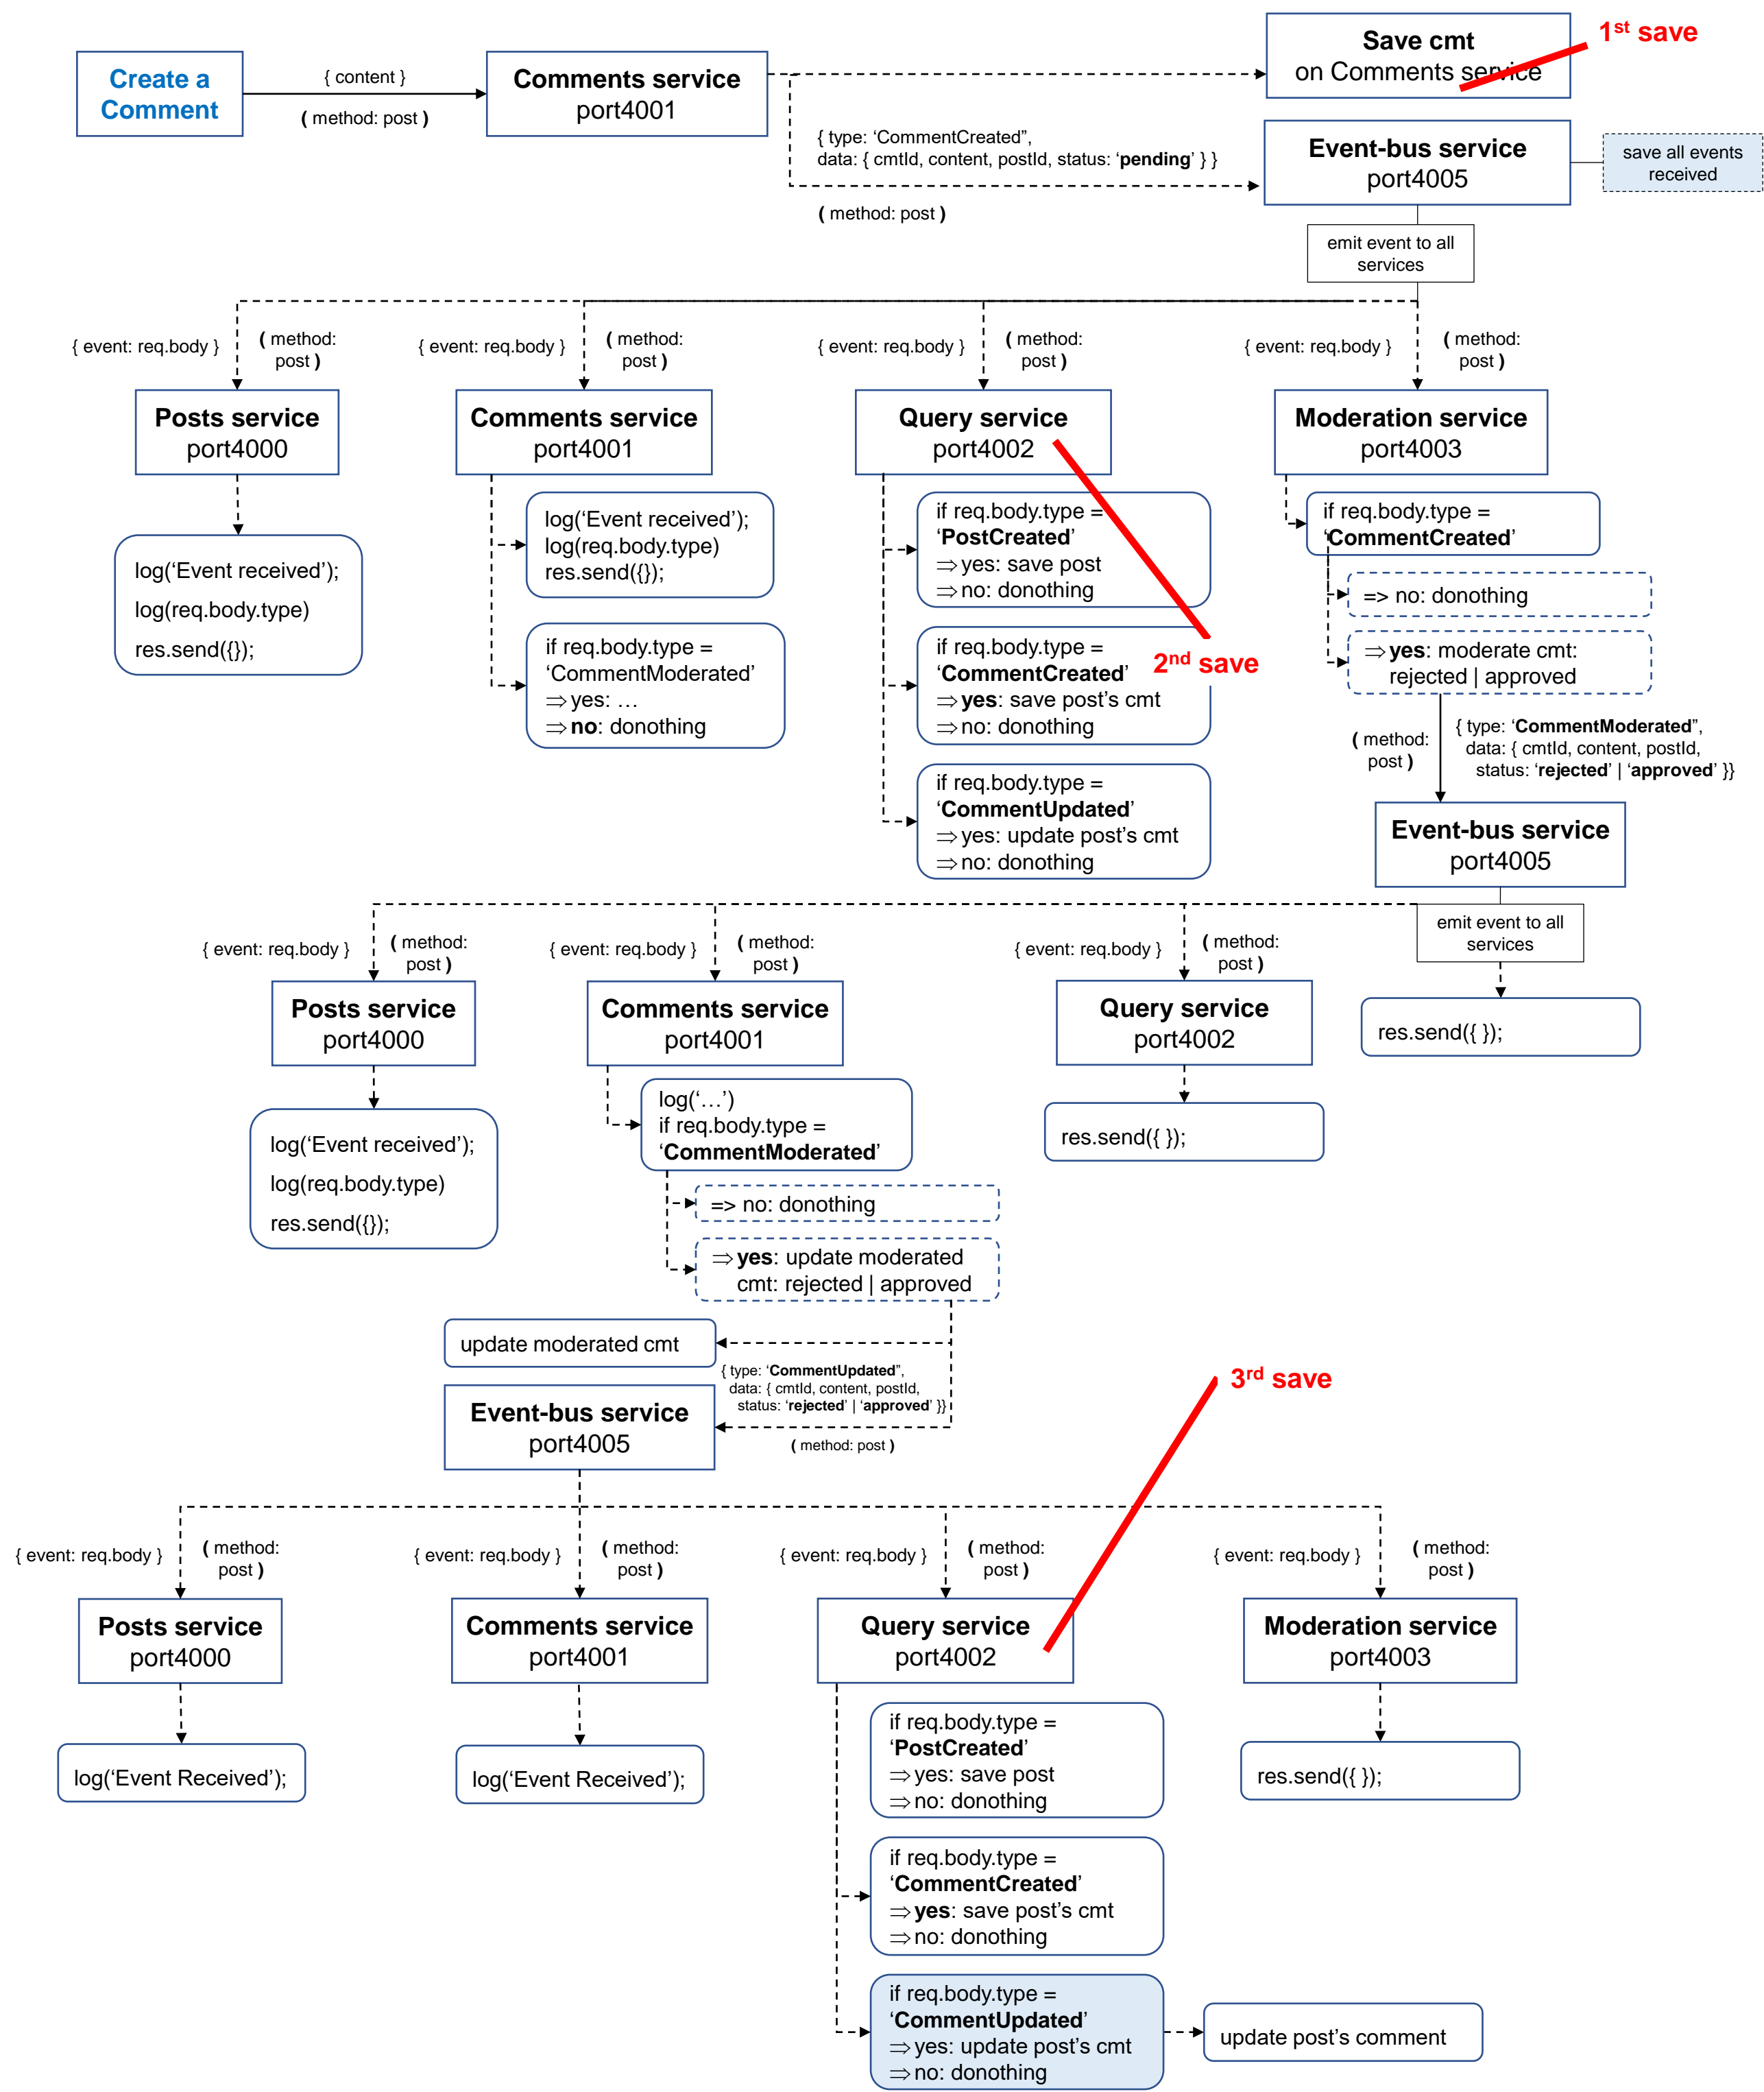 Create a
Comment
{ content }
( method: post )
Comments service
port4001
Save cmt
on Comments service
1st save
{ type: ‘CommentCreated”,
data: { cmtId, content, postId, status: ‘pending’ } }
( method: post )
Event-bus service
port4005
save all events
received
emit event to all
services
{ event: req.body }
( method:
post )
{ event: req.body }
( method:
post )
{ event: req.body }
( method:
post )
{ event: req.body }
( method:
post )
Posts service
port4000
Comments service
port4001
Query service
port4002
Moderation service
port4003
log(‘Event received’);
log(req.body.type)
res.send({});
log(‘Event received’);
log(req.body.type)
res.send({});
if req.body.type =
‘CommentModerated’
⇒yes: …
⇒no: donothing
if req.body.type =
‘PostCreated’
⇒yes: save post
⇒no: donothing
if req.body.type =
‘CommentCreated’
⇒yes: save post’s cmt
⇒no: donothing
2nd save
if req.body.type =
‘CommentUpdated’
⇒yes: update post’s cmt
⇒no: donothing
if req.body.type =
‘CommentCreated’
=> no: donothing
⇒yes: moderate cmt:
rejected | approved
( method:
post )
{ type: ‘CommentModerated”,
data: { cmtId, content, postId,
status: ‘rejected’ | ‘approved’ }}
Event-bus service
port4005
emit event to all
services
res.send({ });
{ event: req.body }
( method:
post )
{ event: req.body }
( method:
post )
{ event: req.body }
( method:
post )
Posts service
port4000
Comments service
port4001
Query service
port4002
log(‘Event received’);
log(req.body.type)
res.send({});
log(‘…’)
if req.body.type =
‘CommentModerated’
=> no: donothing
⇒yes: update moderated
cmt: rejected | approved
res.send({ });
update moderated cmt
{ type: ‘CommentUpdated”,
data: { cmtId, content, postId,
status: ‘rejected’ | ‘approved’ }}
( method: post )
Event-bus service
port4005
3rd save
{ event: req.body }
( method:
post )
{ event: req.body }
( method:
post )
{ event: req.body }
( method:
post )
{ event: req.body }
( method:
post )
Posts service
port4000
Comments service
port4001
Query service
port4002
Moderation service
port4003
log(‘Event Received’);
log(‘Event Received’);
if req.body.type =
‘PostCreated’
⇒yes: save post
⇒no: donothing
res.send({ });
if req.body.type =
‘CommentCreated’
⇒yes: save post’s cmt
⇒no: donothing
if req.body.type =
‘CommentUpdated’
⇒yes: update post’s cmt
⇒no: donothing
update post’s comment